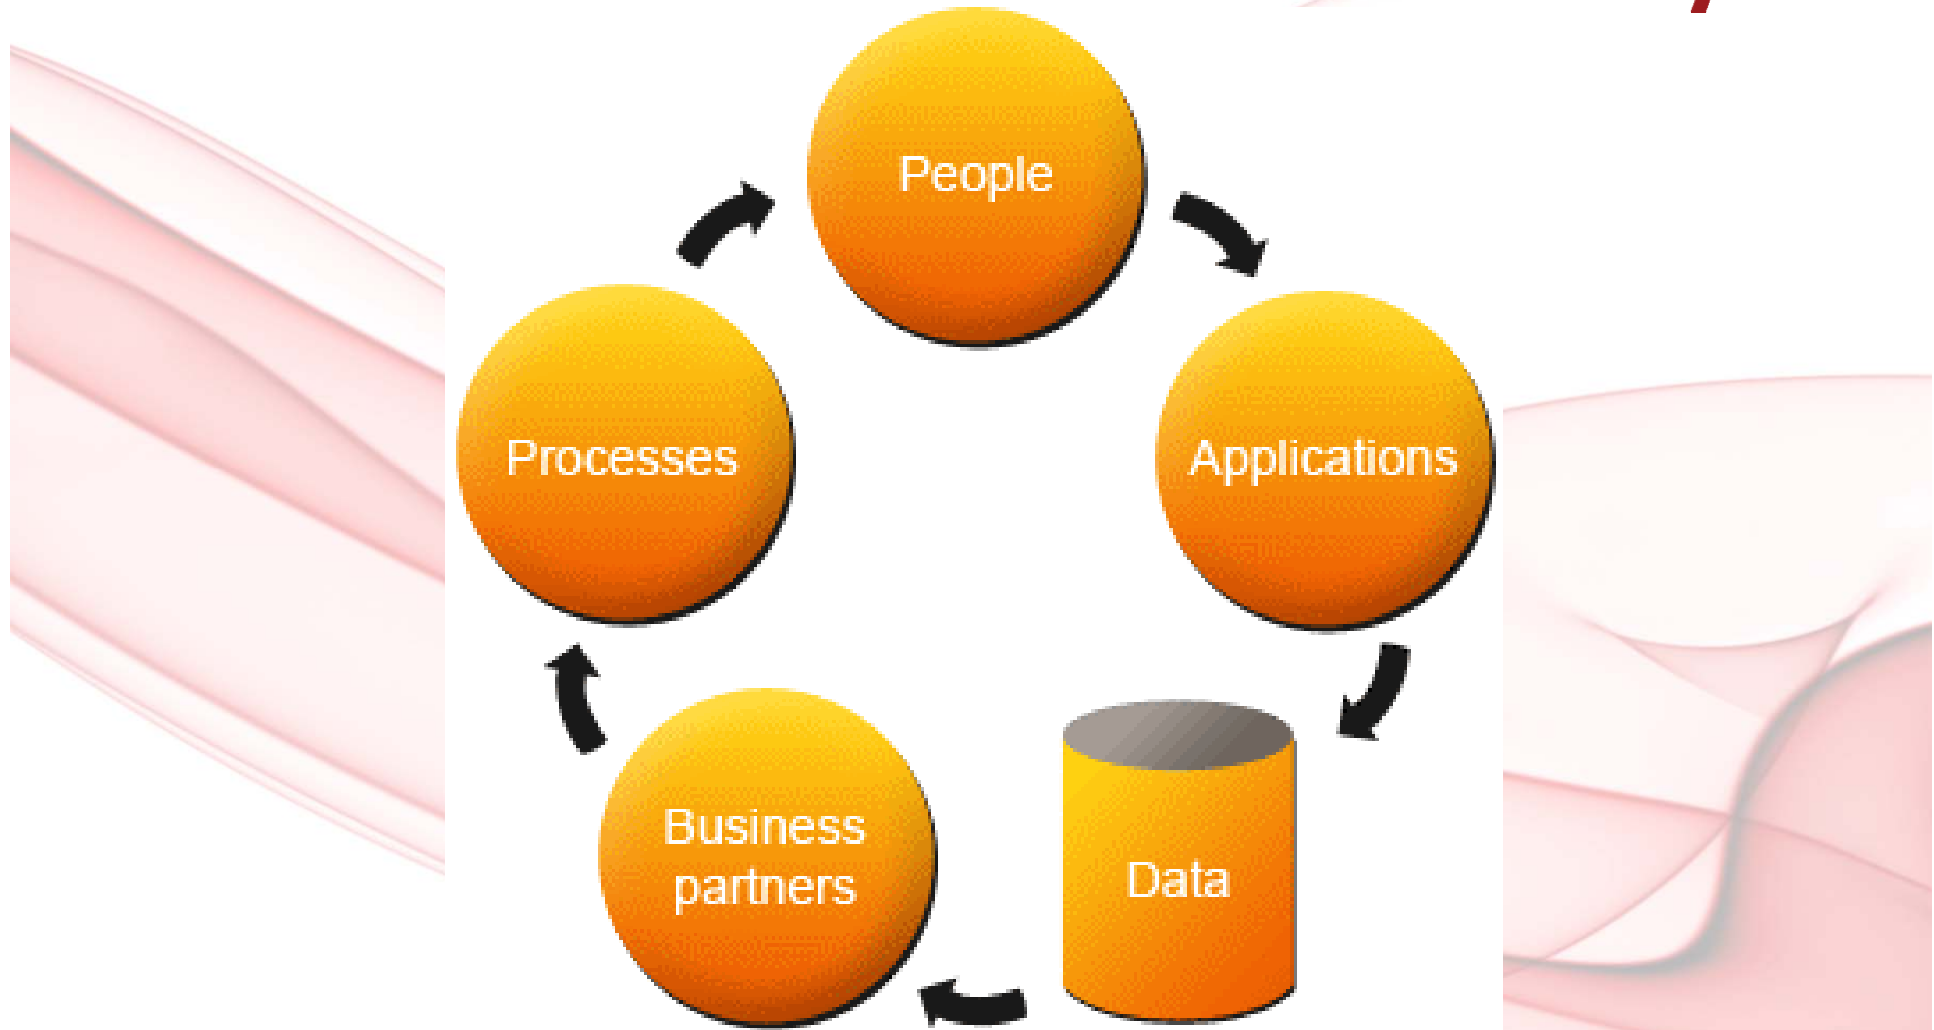 People
Processes
Applications
Business
partners
Data